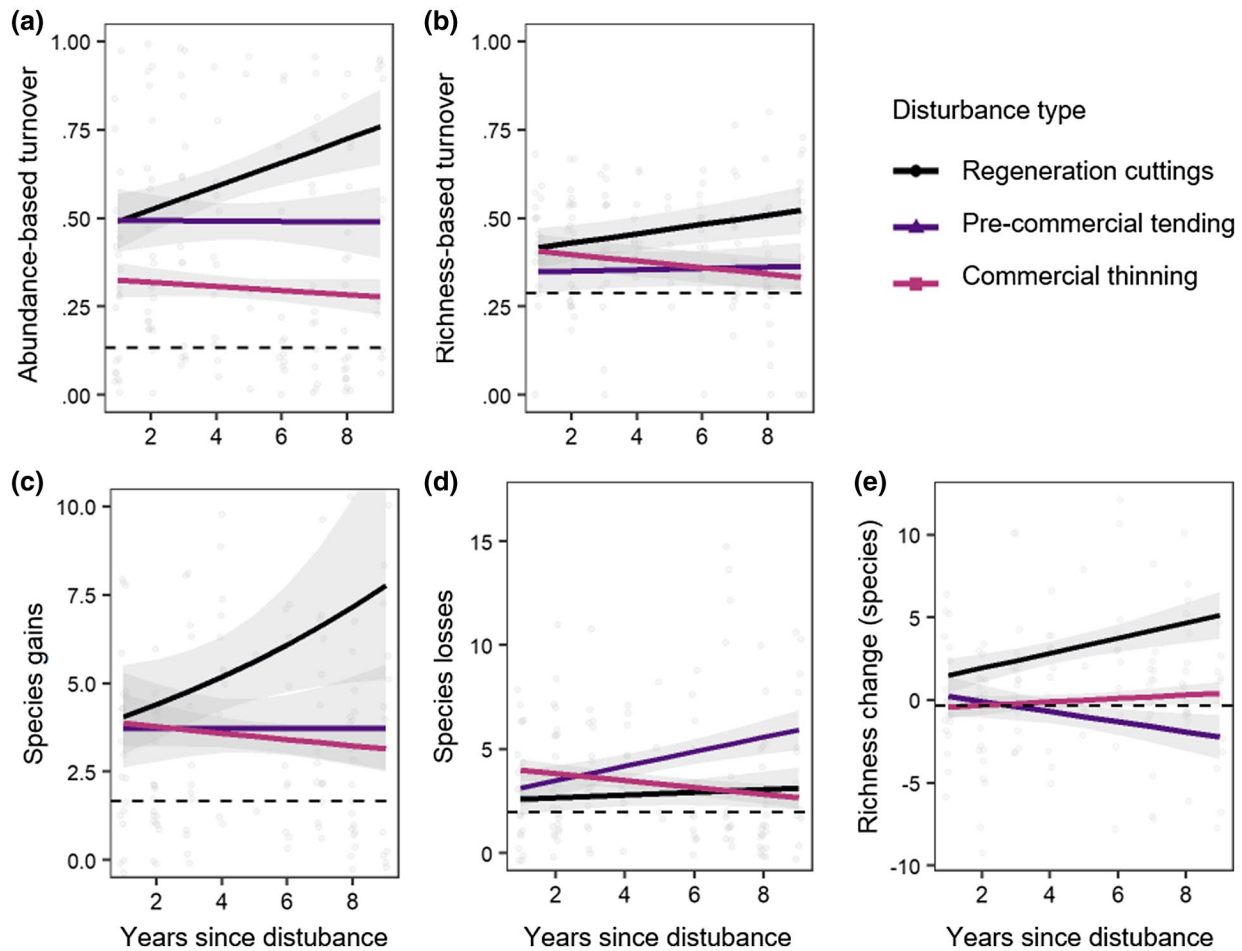 (a)
Abundance-based turnover
1.00
.75
.50
.25
.00
2 4 6 8
(b)
Richness-based turnover
1.00
.75
.50
.25
.00
2 4 6 8
Disturbance type
Regeneration cuttings
Pre-commercial tending
Commercial thinning
(c)
Species gains
10.0
7.5
5.0
2.5
0.0
2 4 6 8
Years since distubance
(d)
Species losses
15
10
5
0
2 4 6 8
Years since distubance
(e)
Richness change (species)
10
5
0
-5
-10
2 4 6 8
Years since distubance